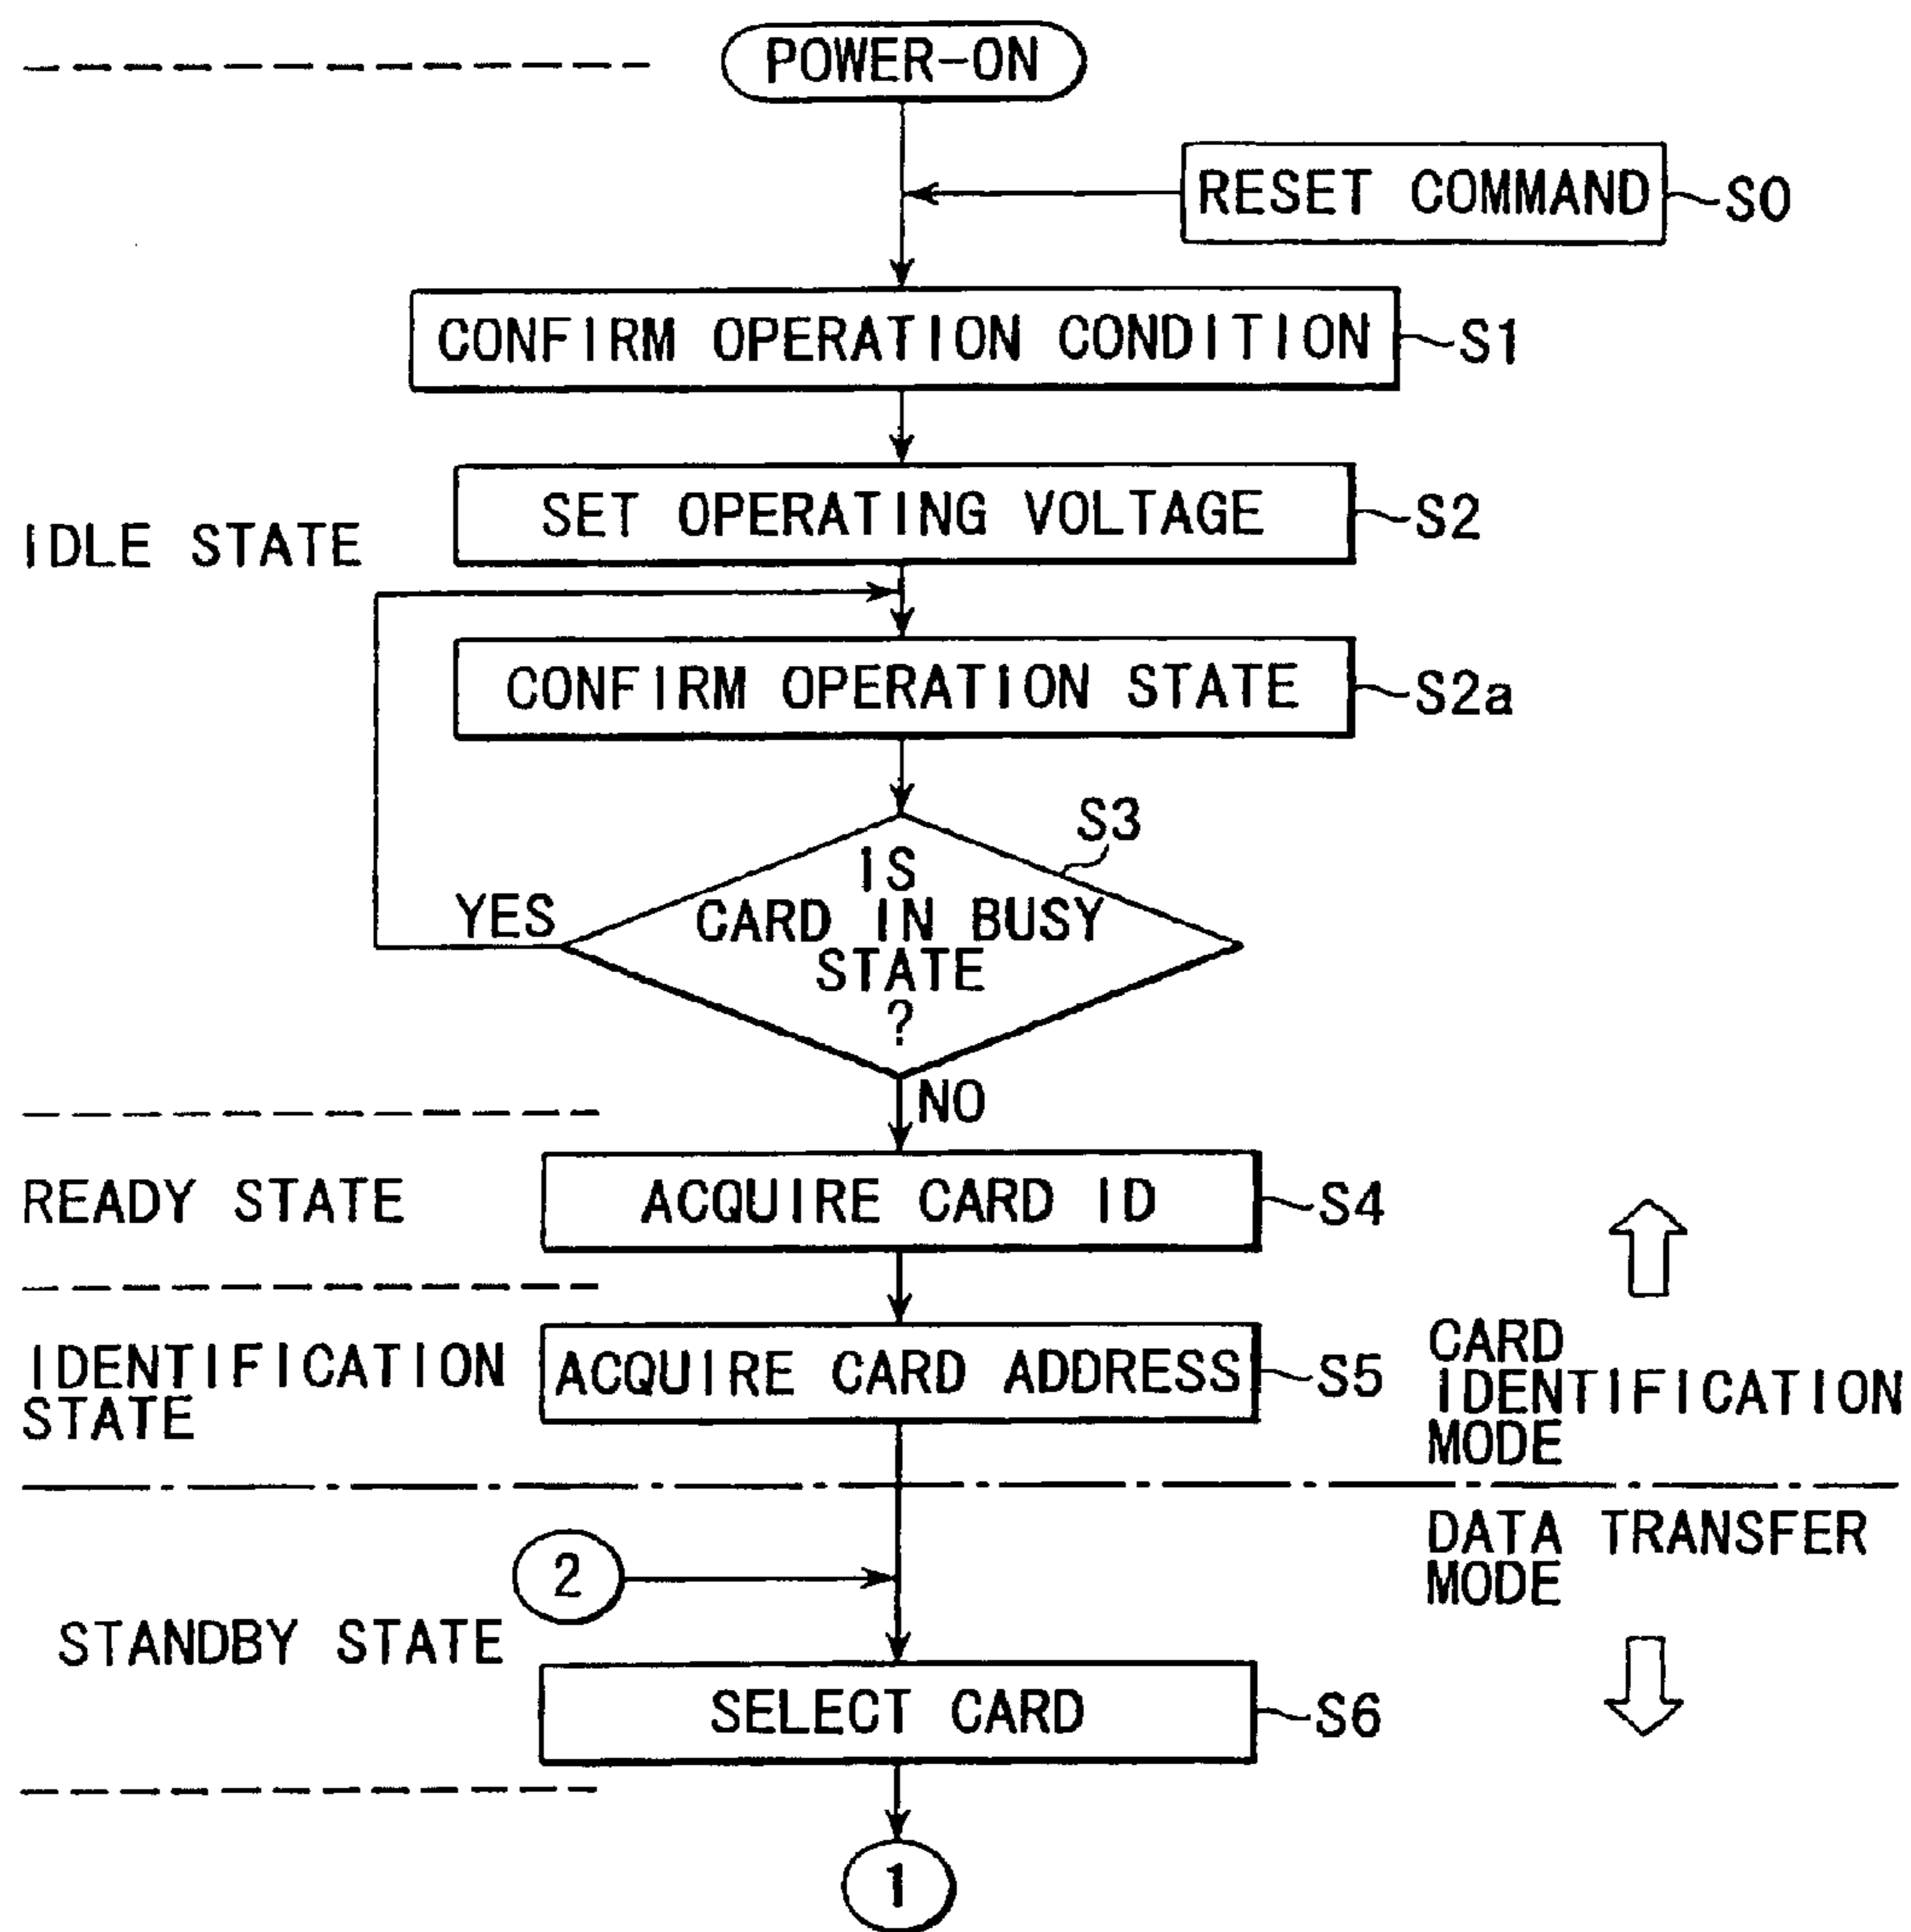 POWER-ON
RESET COMMAND
S0
CONFIRM OPERATION CONDITION
S1
SET OPERATING VOLTAGE
S2
IDLE STATE
CONFIRM OPERATION STATE
S2a
S3
IS
CARD IN BUSY
STATE
?
YES
NO
READY STATE
ACQUIRE CARD ID
S4
IDENTIFICATION
STATE
ACQUIRE CARD ADDRESS
S5
CARD
IDENTIFICATION
MODE
DATA TRANSFER
MODE
2
STANDBY STATE
SELECT CARD
S6
1